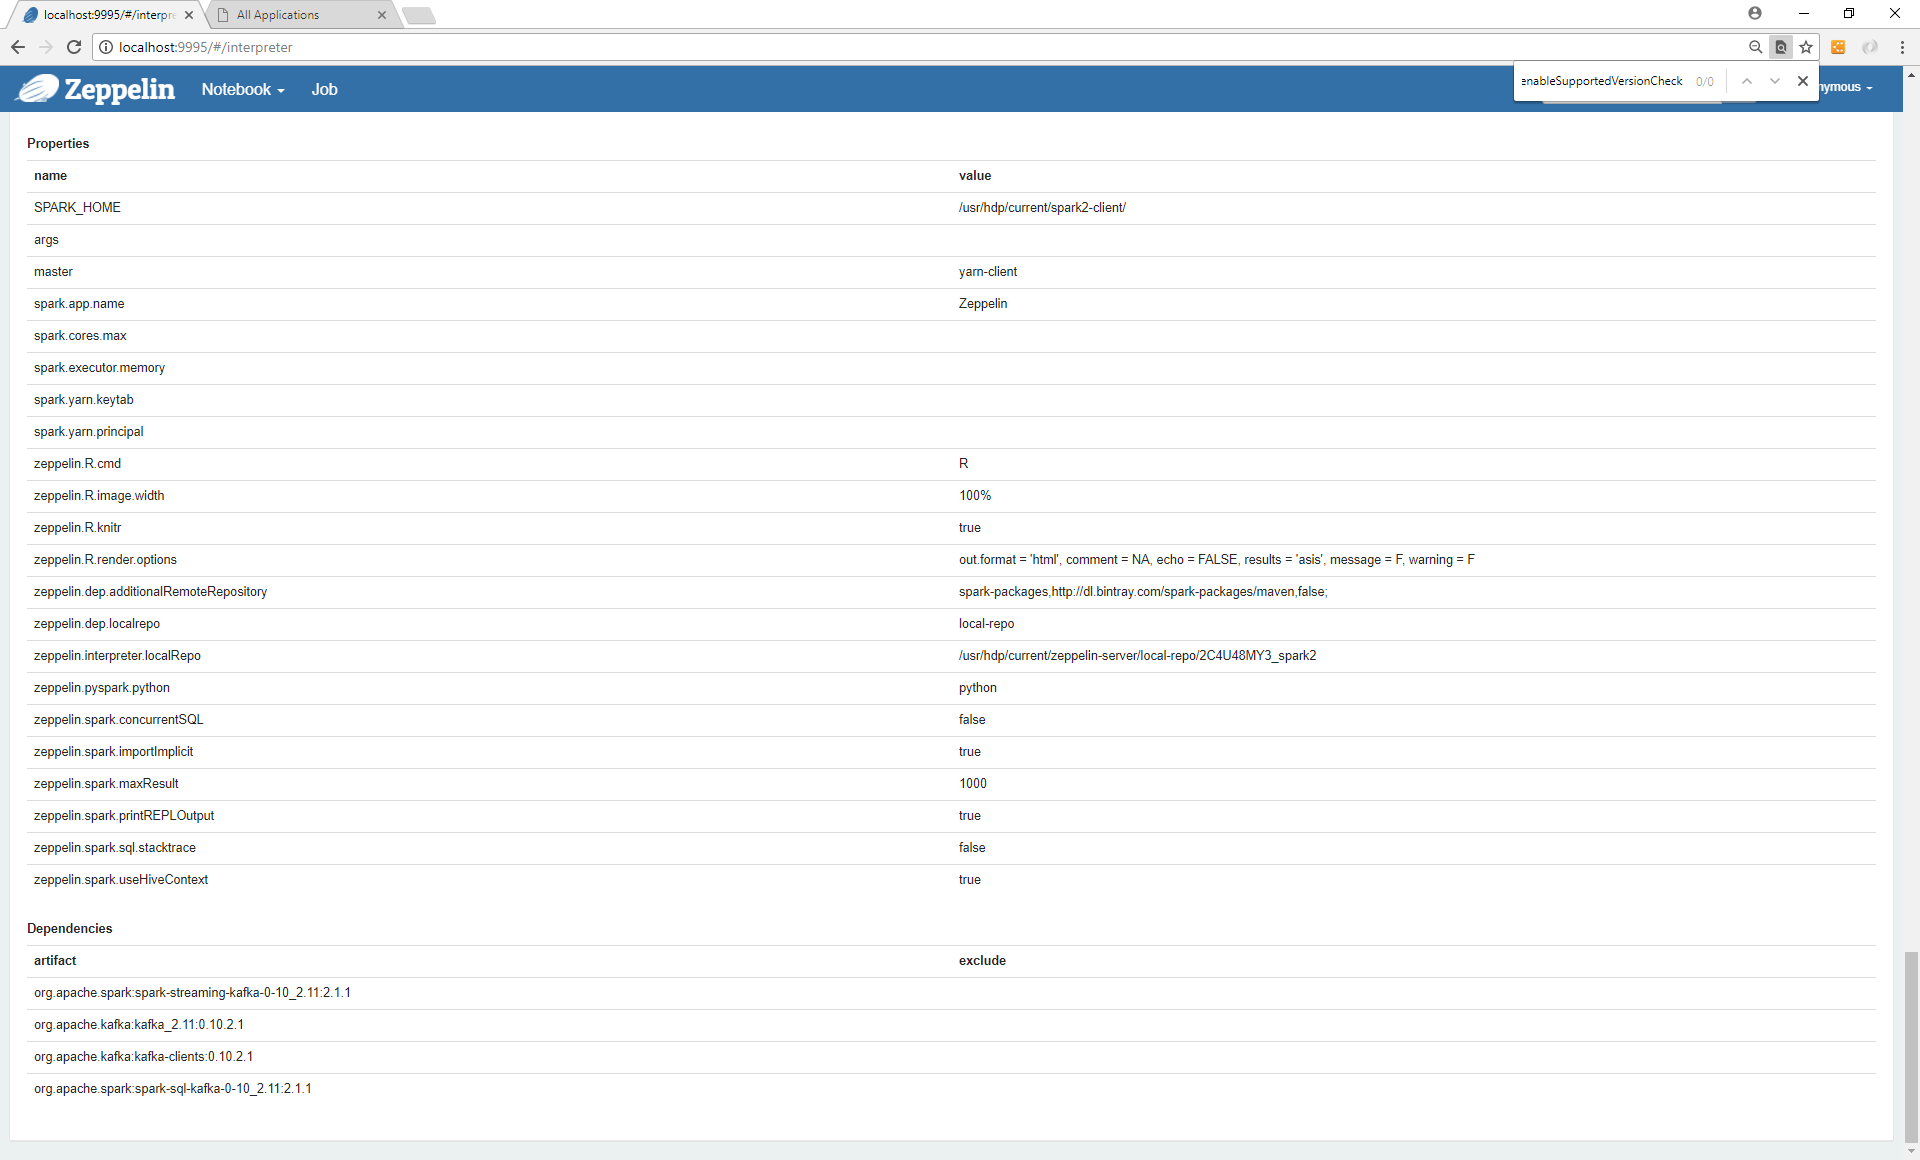 localhost:9995/#/interpre
All Applications
localhost:9995/#/interpreter
enableSupportedVersionCheck 0/0
Zeppelin Notebook Job nymous
Properties
name value
SPARK_HOME /usr/hdp/current/spark2-client/
args
master yarn-client
spark.app.name Zeppelin
spark.cores.max
spark.executor.memory
spark.yarn.keytab
spark.yarn.principal
zeppelin.R.cmd R
zeppelin.R.image.width 100%
zeppelin.R.knitr true
zeppelin.R.render.options out.format = 'html', comment = NA, echo = FALSE, results = 'asis', message = F, warning = F
zeppelin.dep.additionalRemoteRepository spark-packages,http://dl.bintray.com/spark-packages/maven,false;
zeppelin.dep.localrepo local-repo
zeppelin.interpreter.localRepo /usr/hdp/current/zeppelin-server/local-repo/2C4U48MY3_spark2
zeppelin.pyspark.python python
zeppelin.spark.concurrentSQL false
zeppelin.spark.importImplicit true
zeppelin.spark.maxResult 1000
zeppelin.spark.printREPLOutput true
zeppelin.spark.sql.stacktrace false
zeppelin.spark.useHiveContext true
Dependencies
artifact exclude
org.apache.spark:spark-streaming-kafka-0-10_2.11:2.1.1
org.apache.kafka:kafka_2.11:0.10.2.1
org.apache.kafka:kafka-clients:0.10.2.1
org.apache.spark:spark-sql-kafka-0-10_2.11:2.1.1